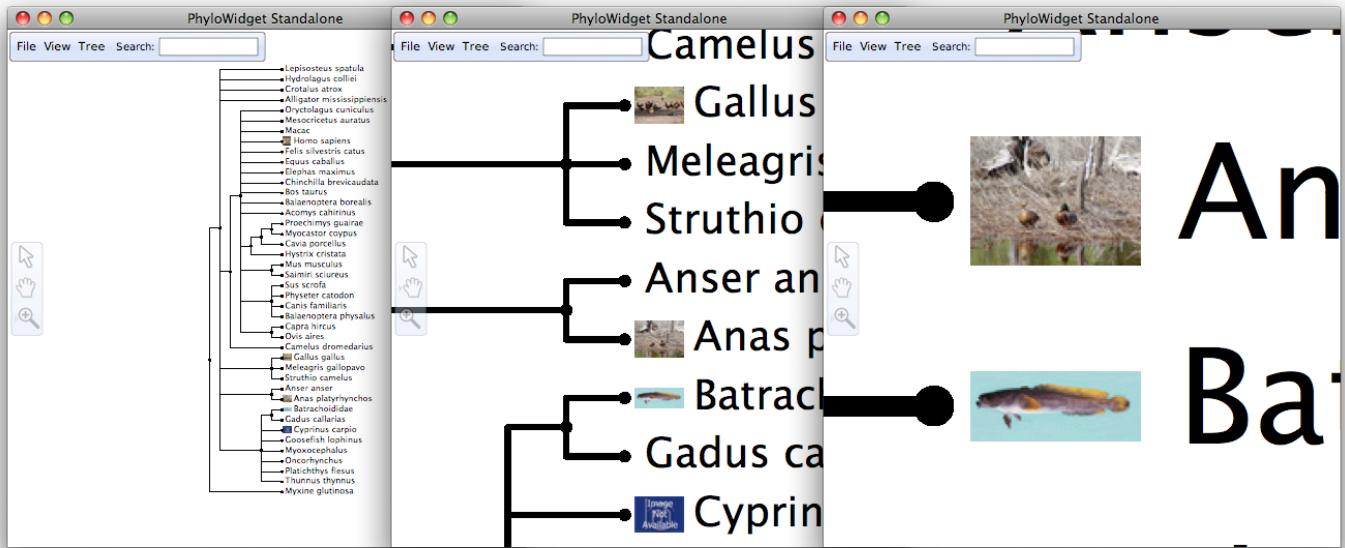 PhyloWidget Standalone
File View Tree Search:
Lepisosteus spatula
Hydrolagus colliei
Crotalus atrox
Alligator mississippiensis
Oryctolagus cuniculus
Mesocricetus auratus
Macac
Homo sapiens
Felis silvestris catus
Equus caballus
Elephas maximus
Chinchilla brevicaudata
Bos taurus
Balaenoptera borealis
Acomys cahirinus
Proechimys guairae
Myocastor coypus
Cavia porcellus
Hystrix cristata
Mus musculus
Saimiri sciureus
Sus scrofa
Physeter catodon
Canis familiaris
Balaenoptera physalus
Capra hircus
Ovis aires
Camelus dromedarius
Gallus gallus
Meleagris gallopavo
Struthio camelus
Anser anser
Anas platyrhynchos
Batrachoididae
Gadus callarias
Cyprinus carpio
Goosefish lophinus
Myoxocephalus
Oncorhynchus
Platichthys flesus
Thunnus thynnus
Myxine glutinosa
PhyloWidget Standalone
File View Tree Search:
Camelus
Gallus
Meleagris
Struthio
Anser an
Anas p
Batrach
Gadus ca
Image
Not
Available
Cyprin
PhyloWidget Standalone
File View Tree Search:
An
Bat